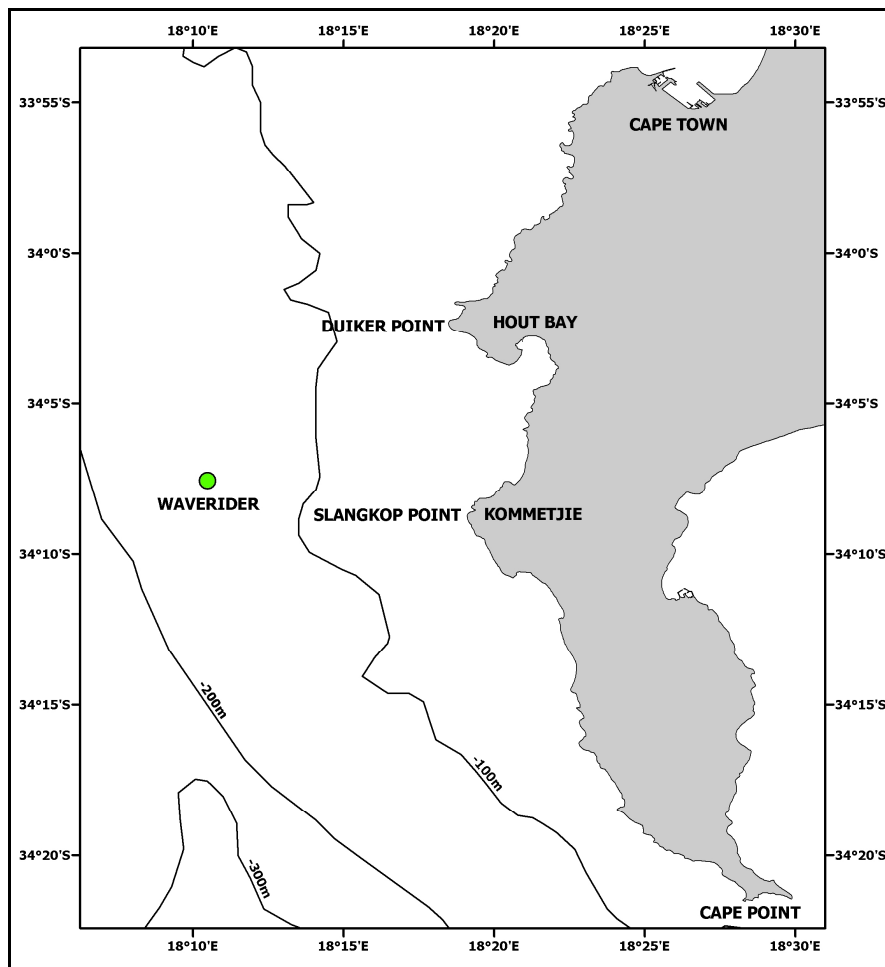 18°10'E
18°15'E
18°20'E
18°25'E
18°30'E
33°55'S
33°55'S
CAPE TOWN
34°0'S
34°0'S
DUIKER POINT
HOUT BAY
34°5'S
34°5'S
WAVERIDER
SLANGKOP POINT
KOMMETJIE
34°10'S
34°10'S
-200m
34°15'S
34°15'S
-100m
34°20'S
34°20'S
-300m
CAPE POINT
18°10'E
18°15'E
18°20'E
18°25'E
18°30'E